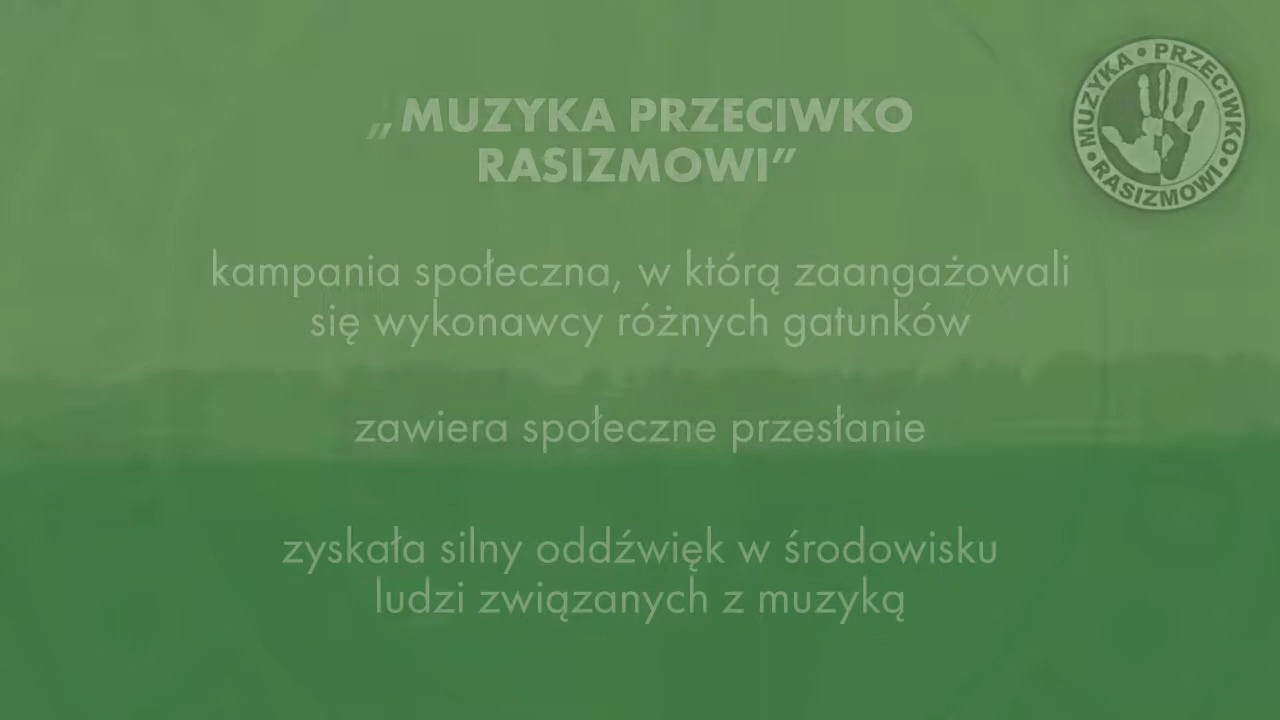 „MUZYKA PRZECIWKO
RASIZMOWI”
MUZYKA • PRZECIWKO • RASIZMOWI •
kampania społeczna, w którą zaangażowali
się wykonawcy różnych gatunków
zawiera społeczne przesłanie
zyskała silny oddźwięk w środowisku
ludzi związanych z muzyką